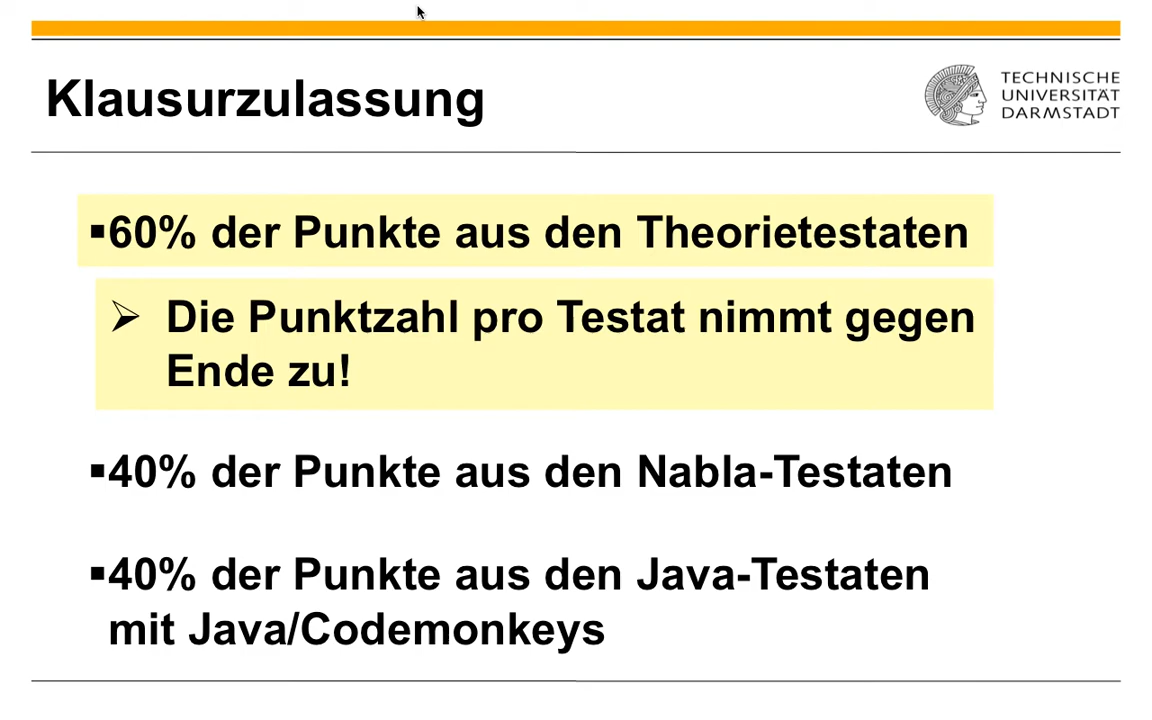 Klausurzulassung
TECHNISCHE
UNIVERSITÄT
DARMSTADT
▪60% der Punkte aus den Theorietestaten
➢ Die Punktzahl pro Testat nimmt gegen
Ende zu!
▪40% der Punkte aus den Nabla-Testaten
▪40% der Punkte aus den Java-Testaten
mit Java/Codemonkeys